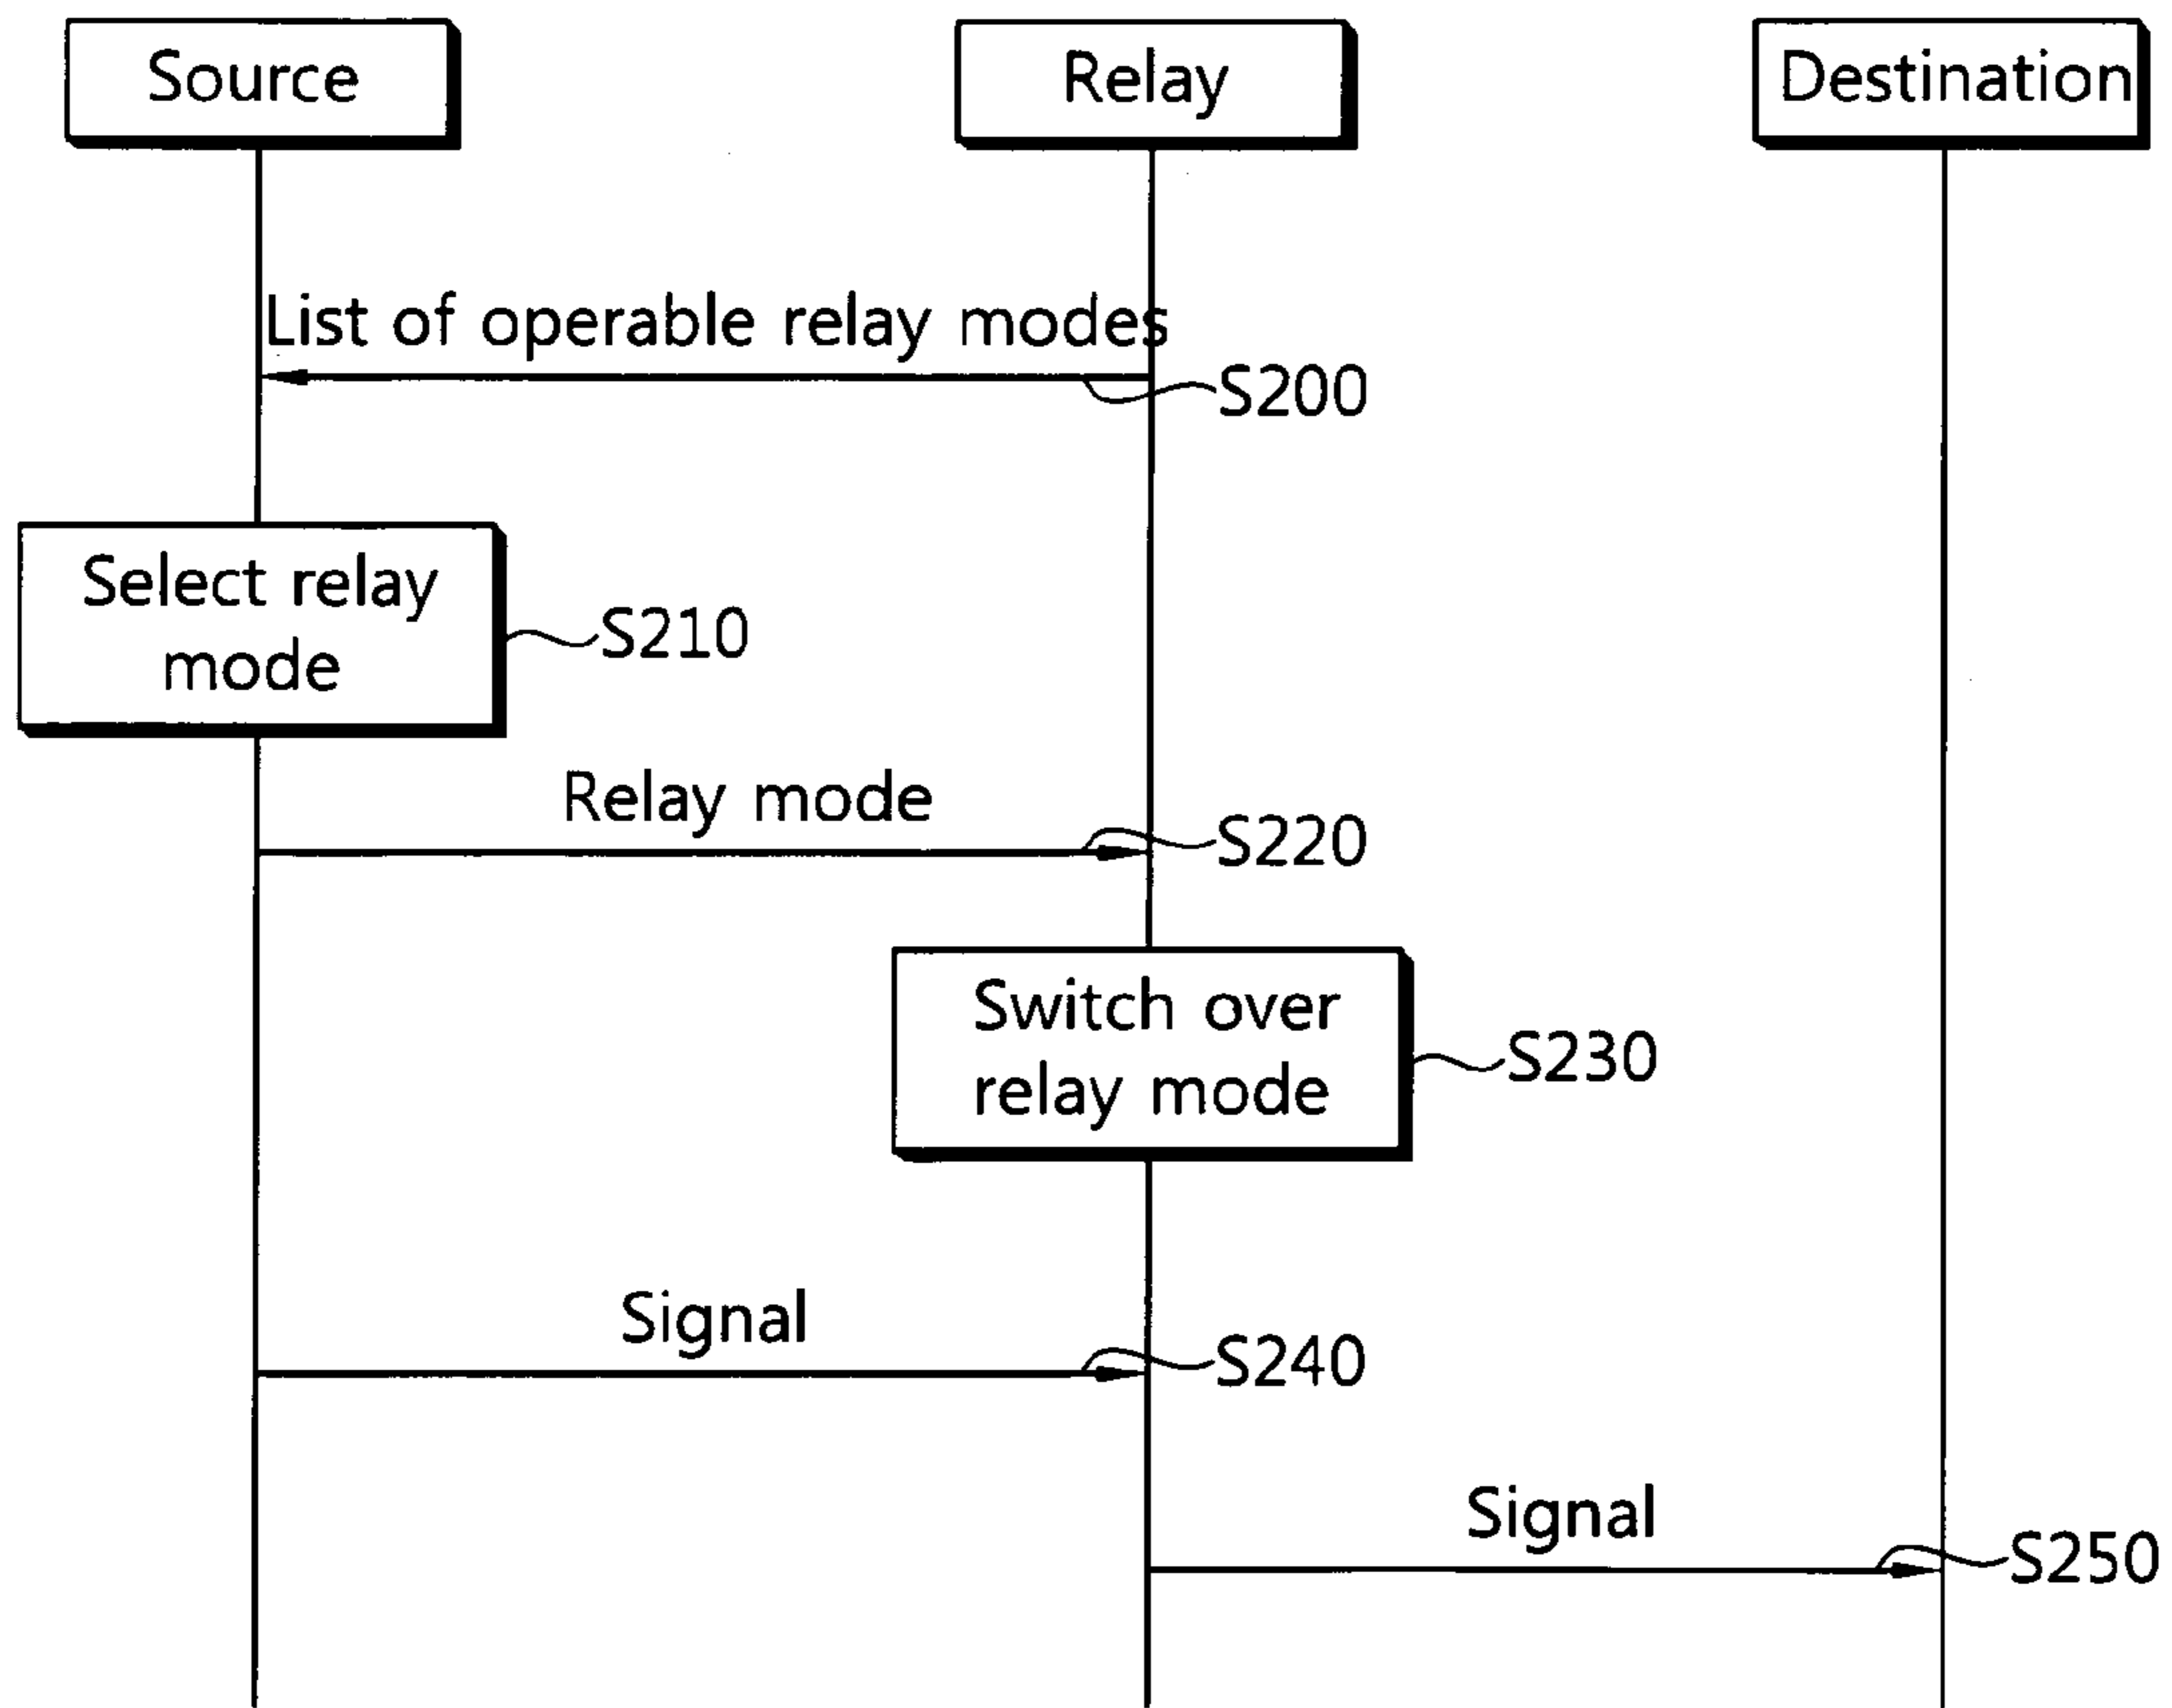 Source
Relay
Destination
List of operable relay modes
S200
Select relay
mode
S210
Relay mode
S220
Switch over
relay mode
S230
Signal
S240
Signal
S250